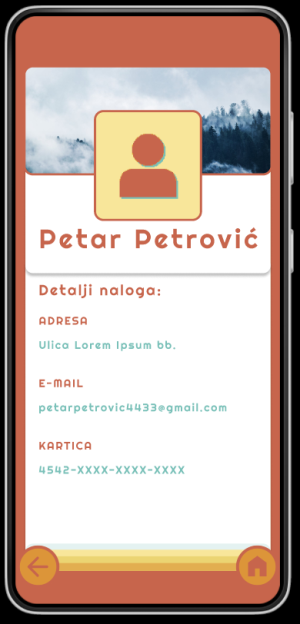 Petar Petrović
Detalji naloga:
ADRESA
Ulica Lorem Ipsum bb.
E-MAIL
petarpetrovic4433@gmail.com
KARTICA
4542-XXXX-XXXX-XXXX